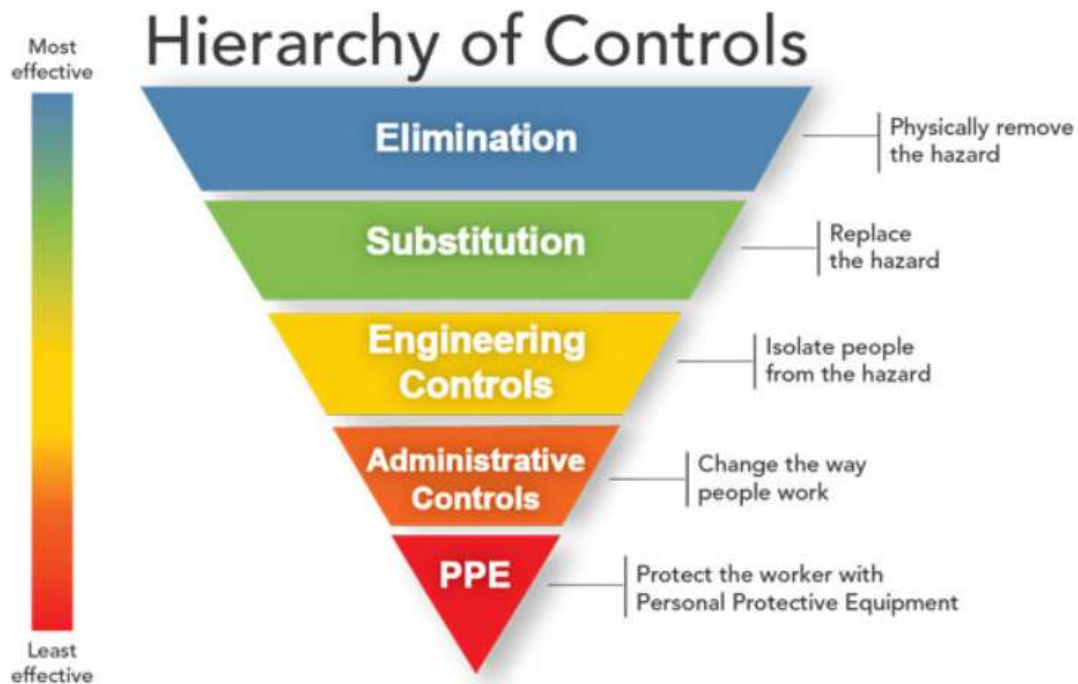 Hierarchy of Controls
Most
effective
Elimination
Physically remove
the hazard
Substitution
Replace
the hazard
Engineering
Controls
Isolate people
from the hazard
Administrative
Controls
Change the way
people work
PPE
Protect the worker with
Personal Protective Equipment
Least
effective